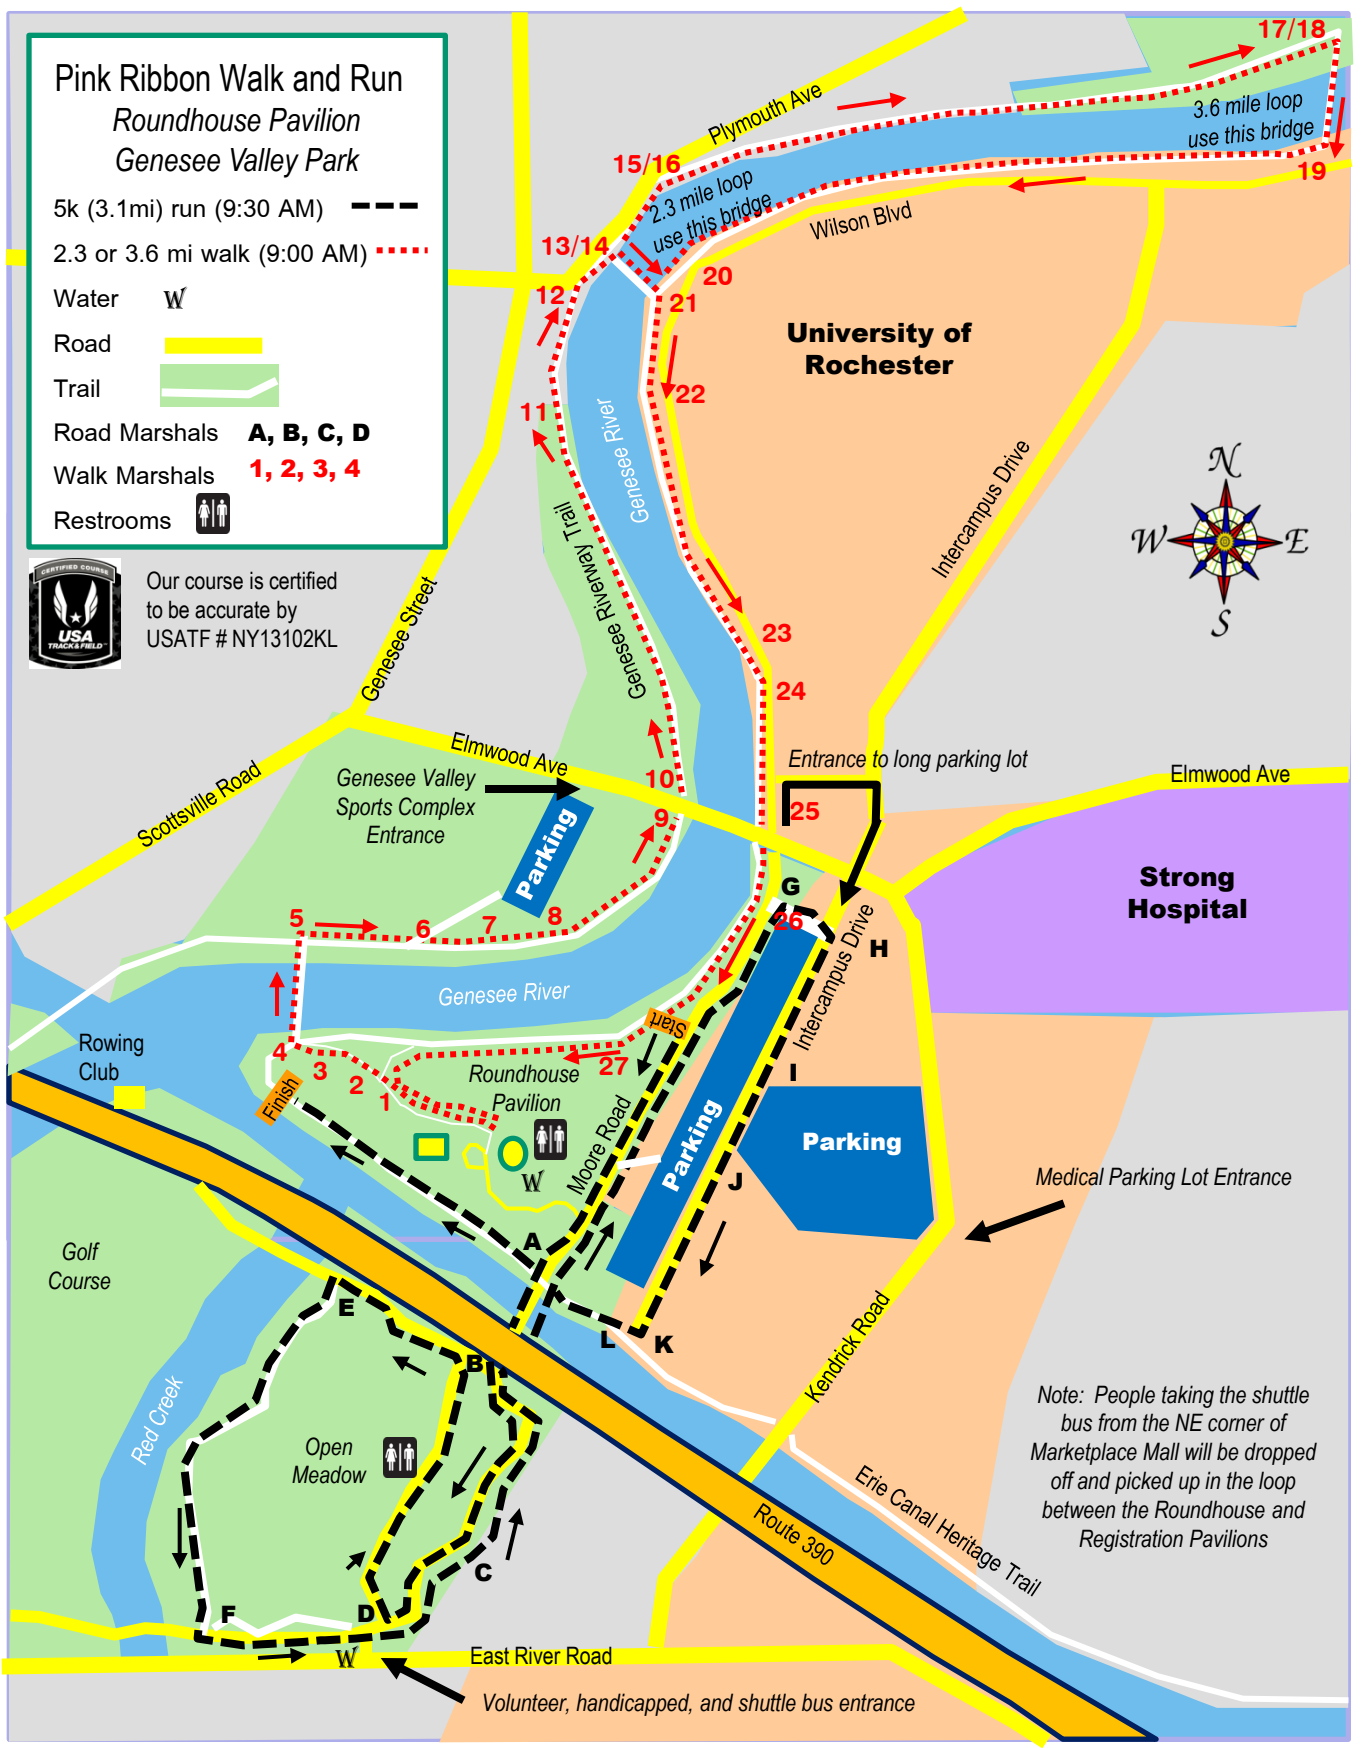 Pink Ribbon Walk and Run
Roundhouse Pavilion
Genesee Valley Park
5k (3.1mi) run (9:30 AM)
2.3 or 3.6 mi walk (9:00 AM)
Water W
Road
Trail
Road Marshals A, B, C, D
Walk Marshals 1, 2, 3, 4
Restrooms
CERTIFIED COURSE
USA
TRACK & FIELD
Our course is certified
to be accurate by
USATF # NY13102KL
17/18
3.6 mile loop
use this bridge
19
Plymouth Ave
15/16
2.3 mile loop
use this bridge
Wilson Blvd
13/14
12
20
21
University of
Rochester
22
11
Genesee River
Genesee Riverway Trail
Intercampus Drive
N
W
E
S
Genesee Street
23
24
Scottsville Road
Elmwood Ave
Entrance to long parking lot
Elmwood Ave
Genesee Valley
Sports Complex
Entrance
10
9
25
Parking
Strong
Hospital
G
26
H
5
6
7
8
Intercampus Drive
Genesee River
Start
Rowing
Club
4
3
2
1
27
Roundhouse
Pavilion
W
Finish
Moore Road
Parking
I
Parking
J
Medical Parking Lot Entrance
A
Golf
Course
E
L
K
B
Kendrick Road
Red Creek
Open
Meadow
Note: People taking the shuttle
bus from the NE corner of
Marketplace Mall will be dropped
off and picked up in the loop
between the Roundhouse and
Registration Pavilions
Erie Canal Heritage Trail
Route 390
C
F
D
W
East River Road
Volunteer, handicapped, and shuttle bus entrance